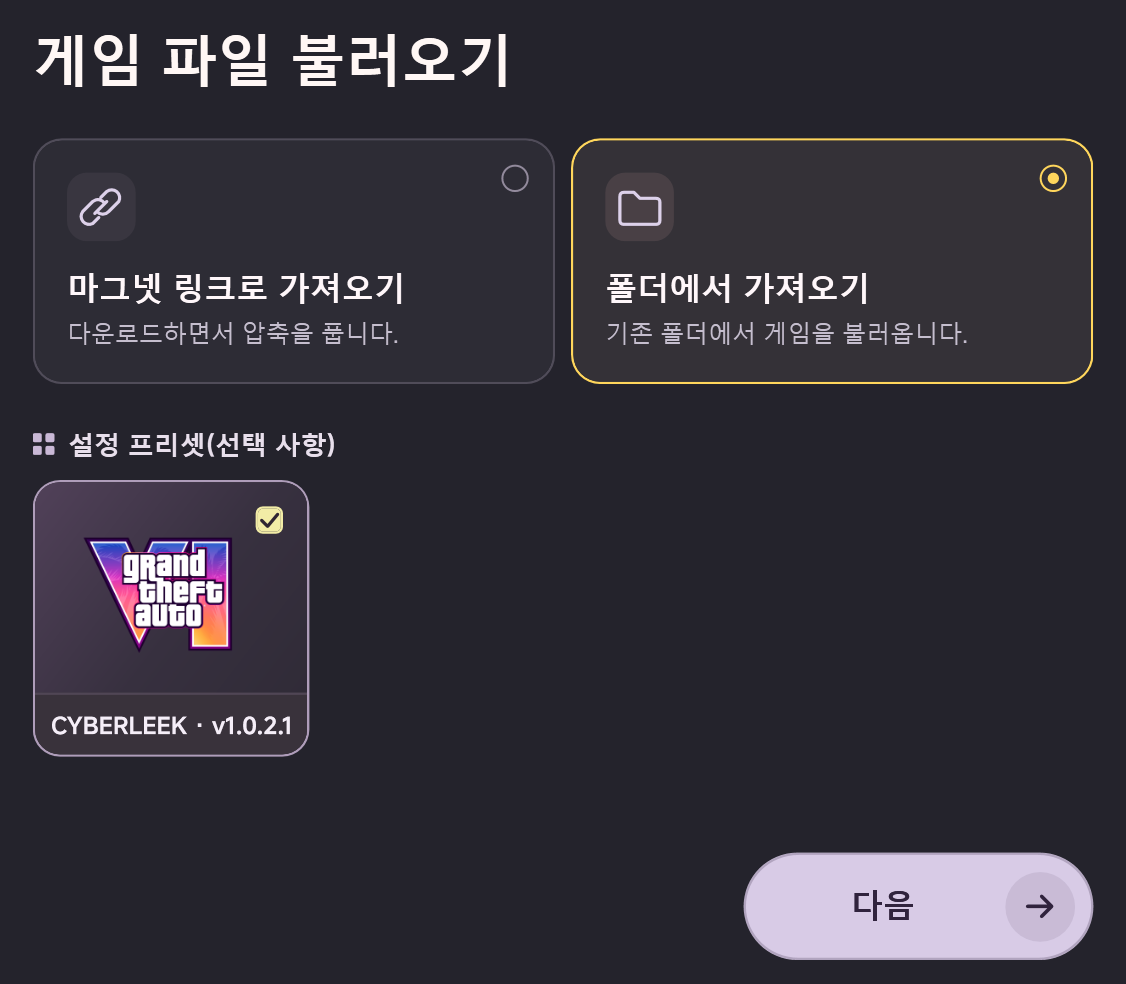 게임 파일 불러오기
마그넷 링크로 가져오기
다운로드하면서 압축을 풉니다.
폴더에서 가져오기
기존 폴더에서 게임을 불러옵니다.
설정 프리셋(선택 사항)
VI
grand
theft
auto
CYBERLEEK · v1.0.2.1
다음